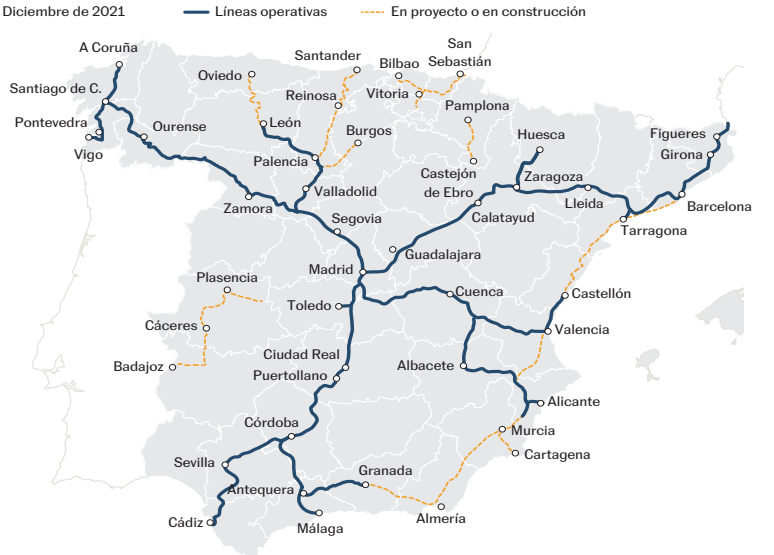 Diciembre de 2021
Líneas operativas
En proyecto o en construcción
A Coruña
Santiago de C.
Pontevedra
Vigo
Ourense
Oviedo
León
Santander
Reinosa
Palencia
Burgos
Bilbao
San
Sebastián
Vitoria
Pamplona
Castejón
de Ebro
Huesca
Zaragoza
Figueres
Girona
Lleida
Barcelona
Tarragona
Calatayud
Zamora
Valladolid
Segovia
Guadalajara
Madrid
Plasencia
Toledo
Cuenca
Castellón
Cáceres
Valencia
Badajoz
Ciudad Real
Puertollano
Albacete
Alicante
Córdoba
Murcia
Cartagena
Sevilla
Granada
Antequera
Cádiz
Málaga
Almería